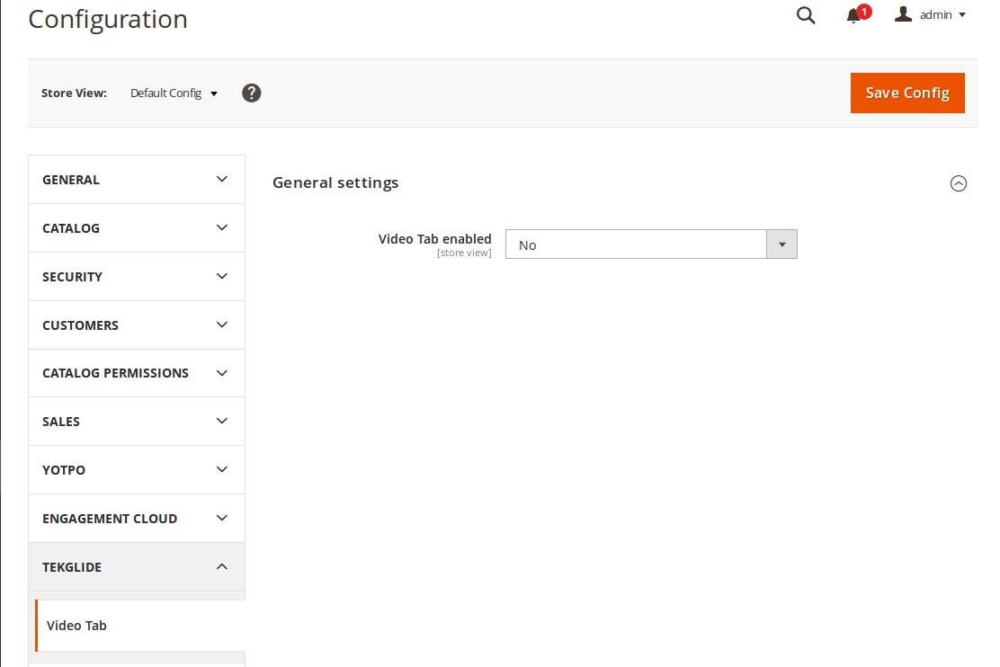 Configuration
1
admin
Store View:
Default Config
?
Save Config
GENERAL
CATALOG
SECURITY
CUSTOMERS
CATALOG PERMISSIONS
SALES
YOTPO
ENGAGEMENT CLOUD
TEKGLIDE
Video Tab
General settings
Video Tab enabled
[store view]
No